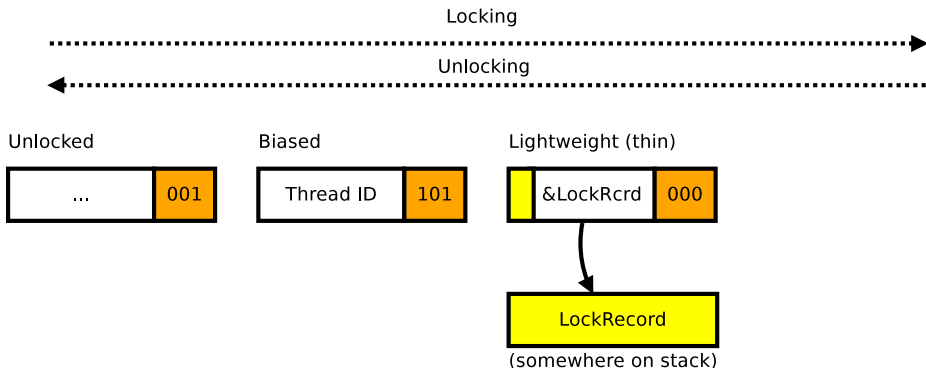 Locking
Unlocking
Unlocked
Biased
Lightweight (thin)
... 001
Thread ID 101
&LockRcrd 000
LockRecord
(somewhere on stack)